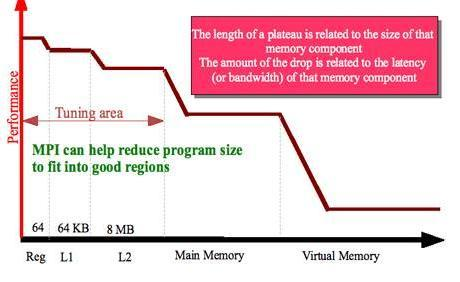 The length of a plateau is related to the size of that
memory component
The amount of the drop is related to the latency
(or bandwidth) of that memory component
Performance
Tuning area
MPI can help reduce program size
to fit into good regions
64
64 KB
8 MB
Reg
L1
L2
Main Memory
Virtual Memory